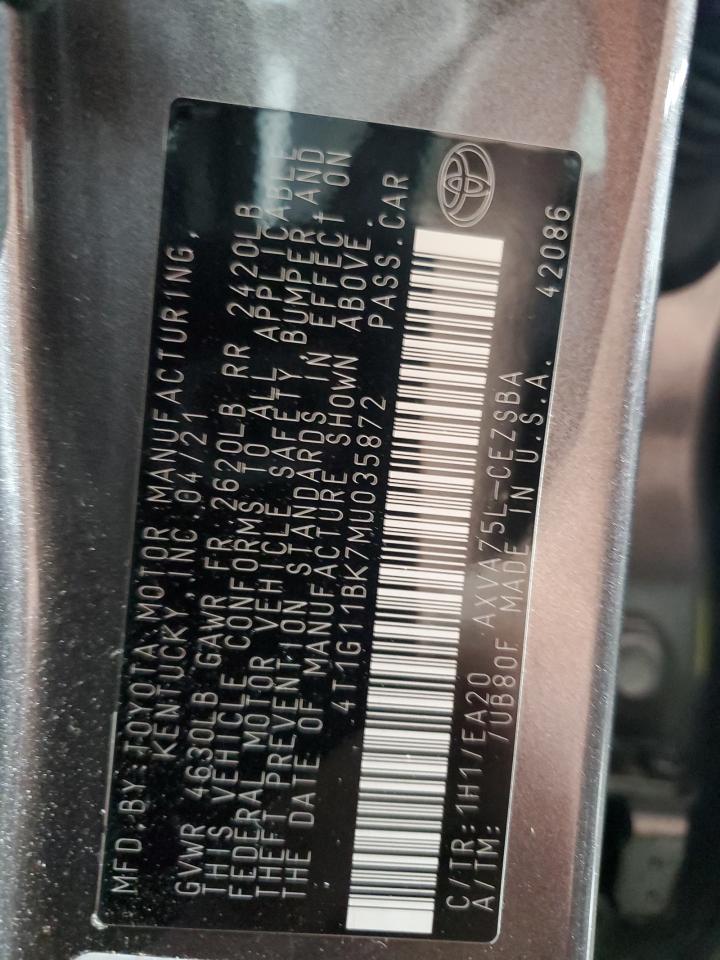 MFD.BY:TOYOTA MOTOR MANUFACTURING,
KENTUCKY,INC 04/21
GVWR 4630LB GAWR FR 2620LB RR 2420LB
THIS VEHICLE CONFORMS TO ALL APPLICABLE
FEDERAL MOTOR VEHICLE SAFETY,BUMPER,AND
THEFT PREVENTION STANDARDS IN EFFECT ON
THE DATE OF MANUFACTURE SHOWN ABOVE.
4T1G11BK7MU035872 PASS.CAR
C/TR:1H1/EA20 AXVA75L-CEZSBA 42086
A/TM: /UB80F MADE IN U.S.A.